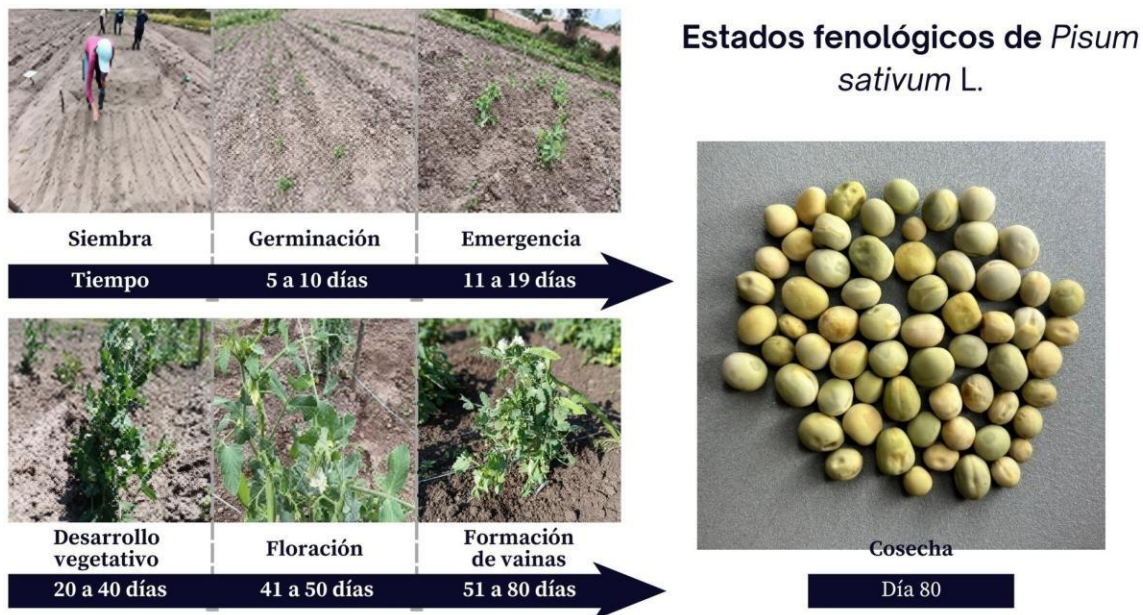 Estados fenológicos de Pisum
sativum L.
Siembra
Germinación
Emergencia
Tiempo
5 a 10 días
11 a 19 días
Desarrollo
vegetativo
Floración
Formación
de vainas
20 a 40 días
41 a 50 días
51 a 80 días
Cosecha
Día 80